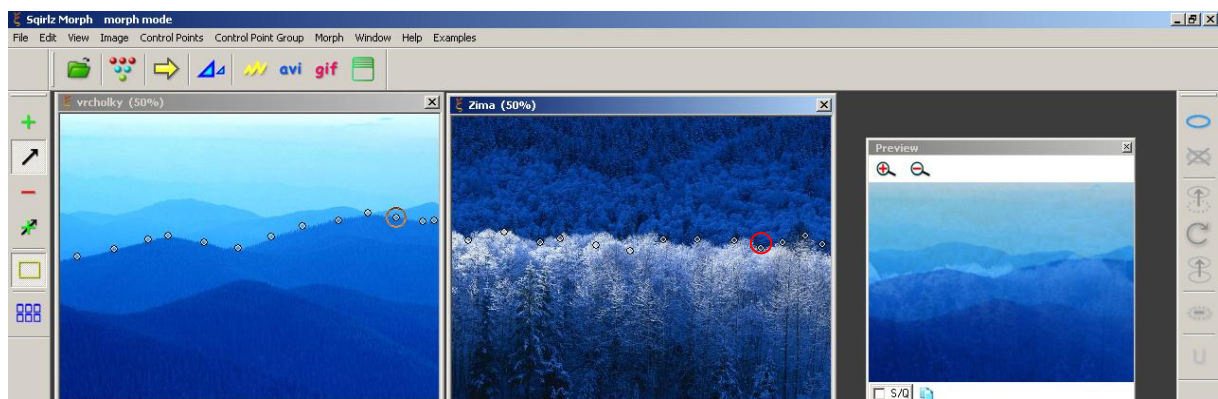 Sqirlz Morph morph mode
File Edit View Image Control Points Control Point Group Morph Window Help Examples
avi gif
vrcholky (50%)
Zima (50%)
Preview
S/Q
U